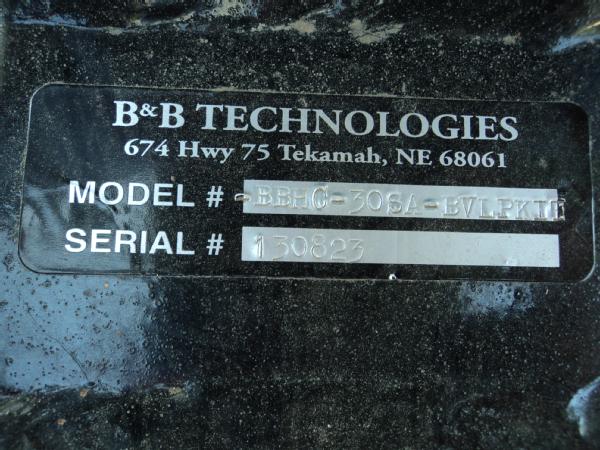 B&B TECHNOLOGIES
674 Hwy 75 Tekamah, NE 68061
MODEL # -BBHC-30SA-BVLPKIT
SERIAL # 130823